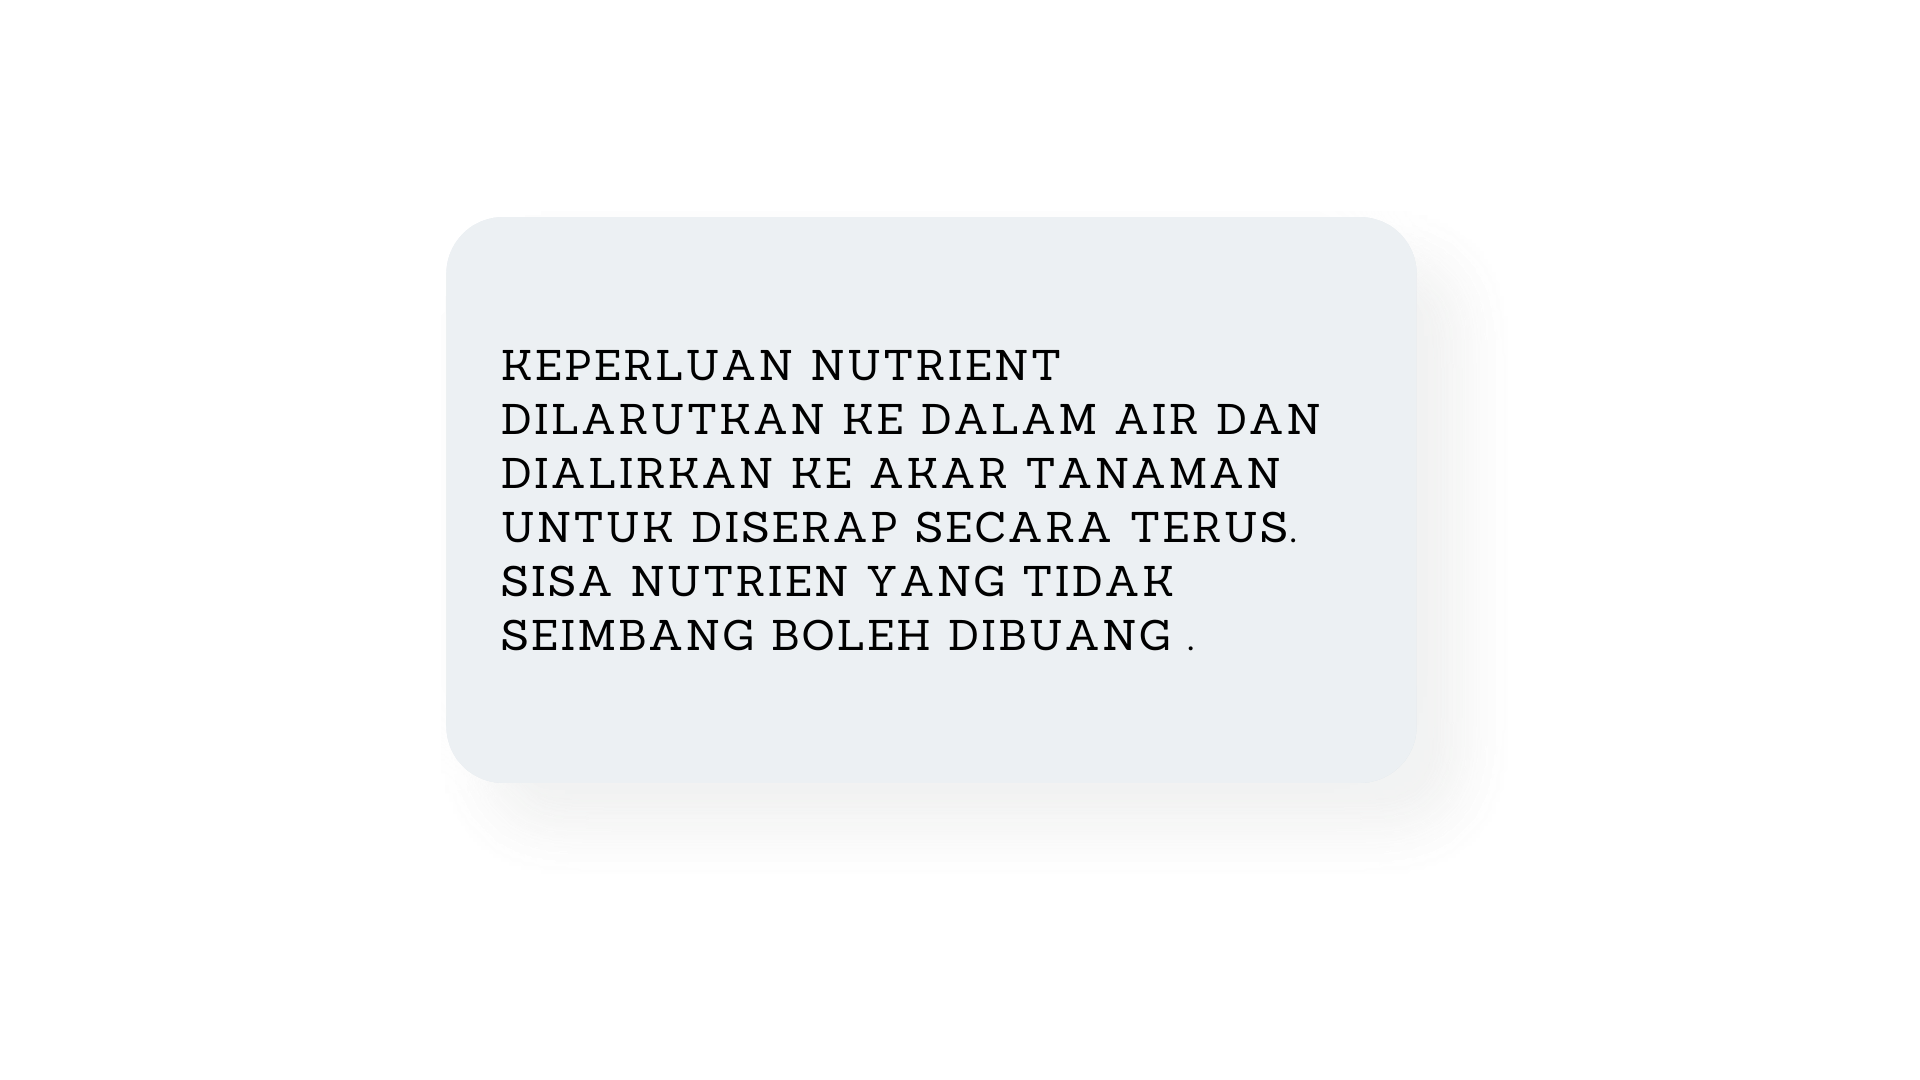 KEPERLUAN NUTRIENT
DILARUTKAN KE DALAM AIR DAN
DIALIRKAN KE AKAR TANAMAN
UNTUK DISERAP SECARA TERUS.
SISA NUTRIEN YANG TIDAK
SEIMBANG BOLEH DIBUANG .